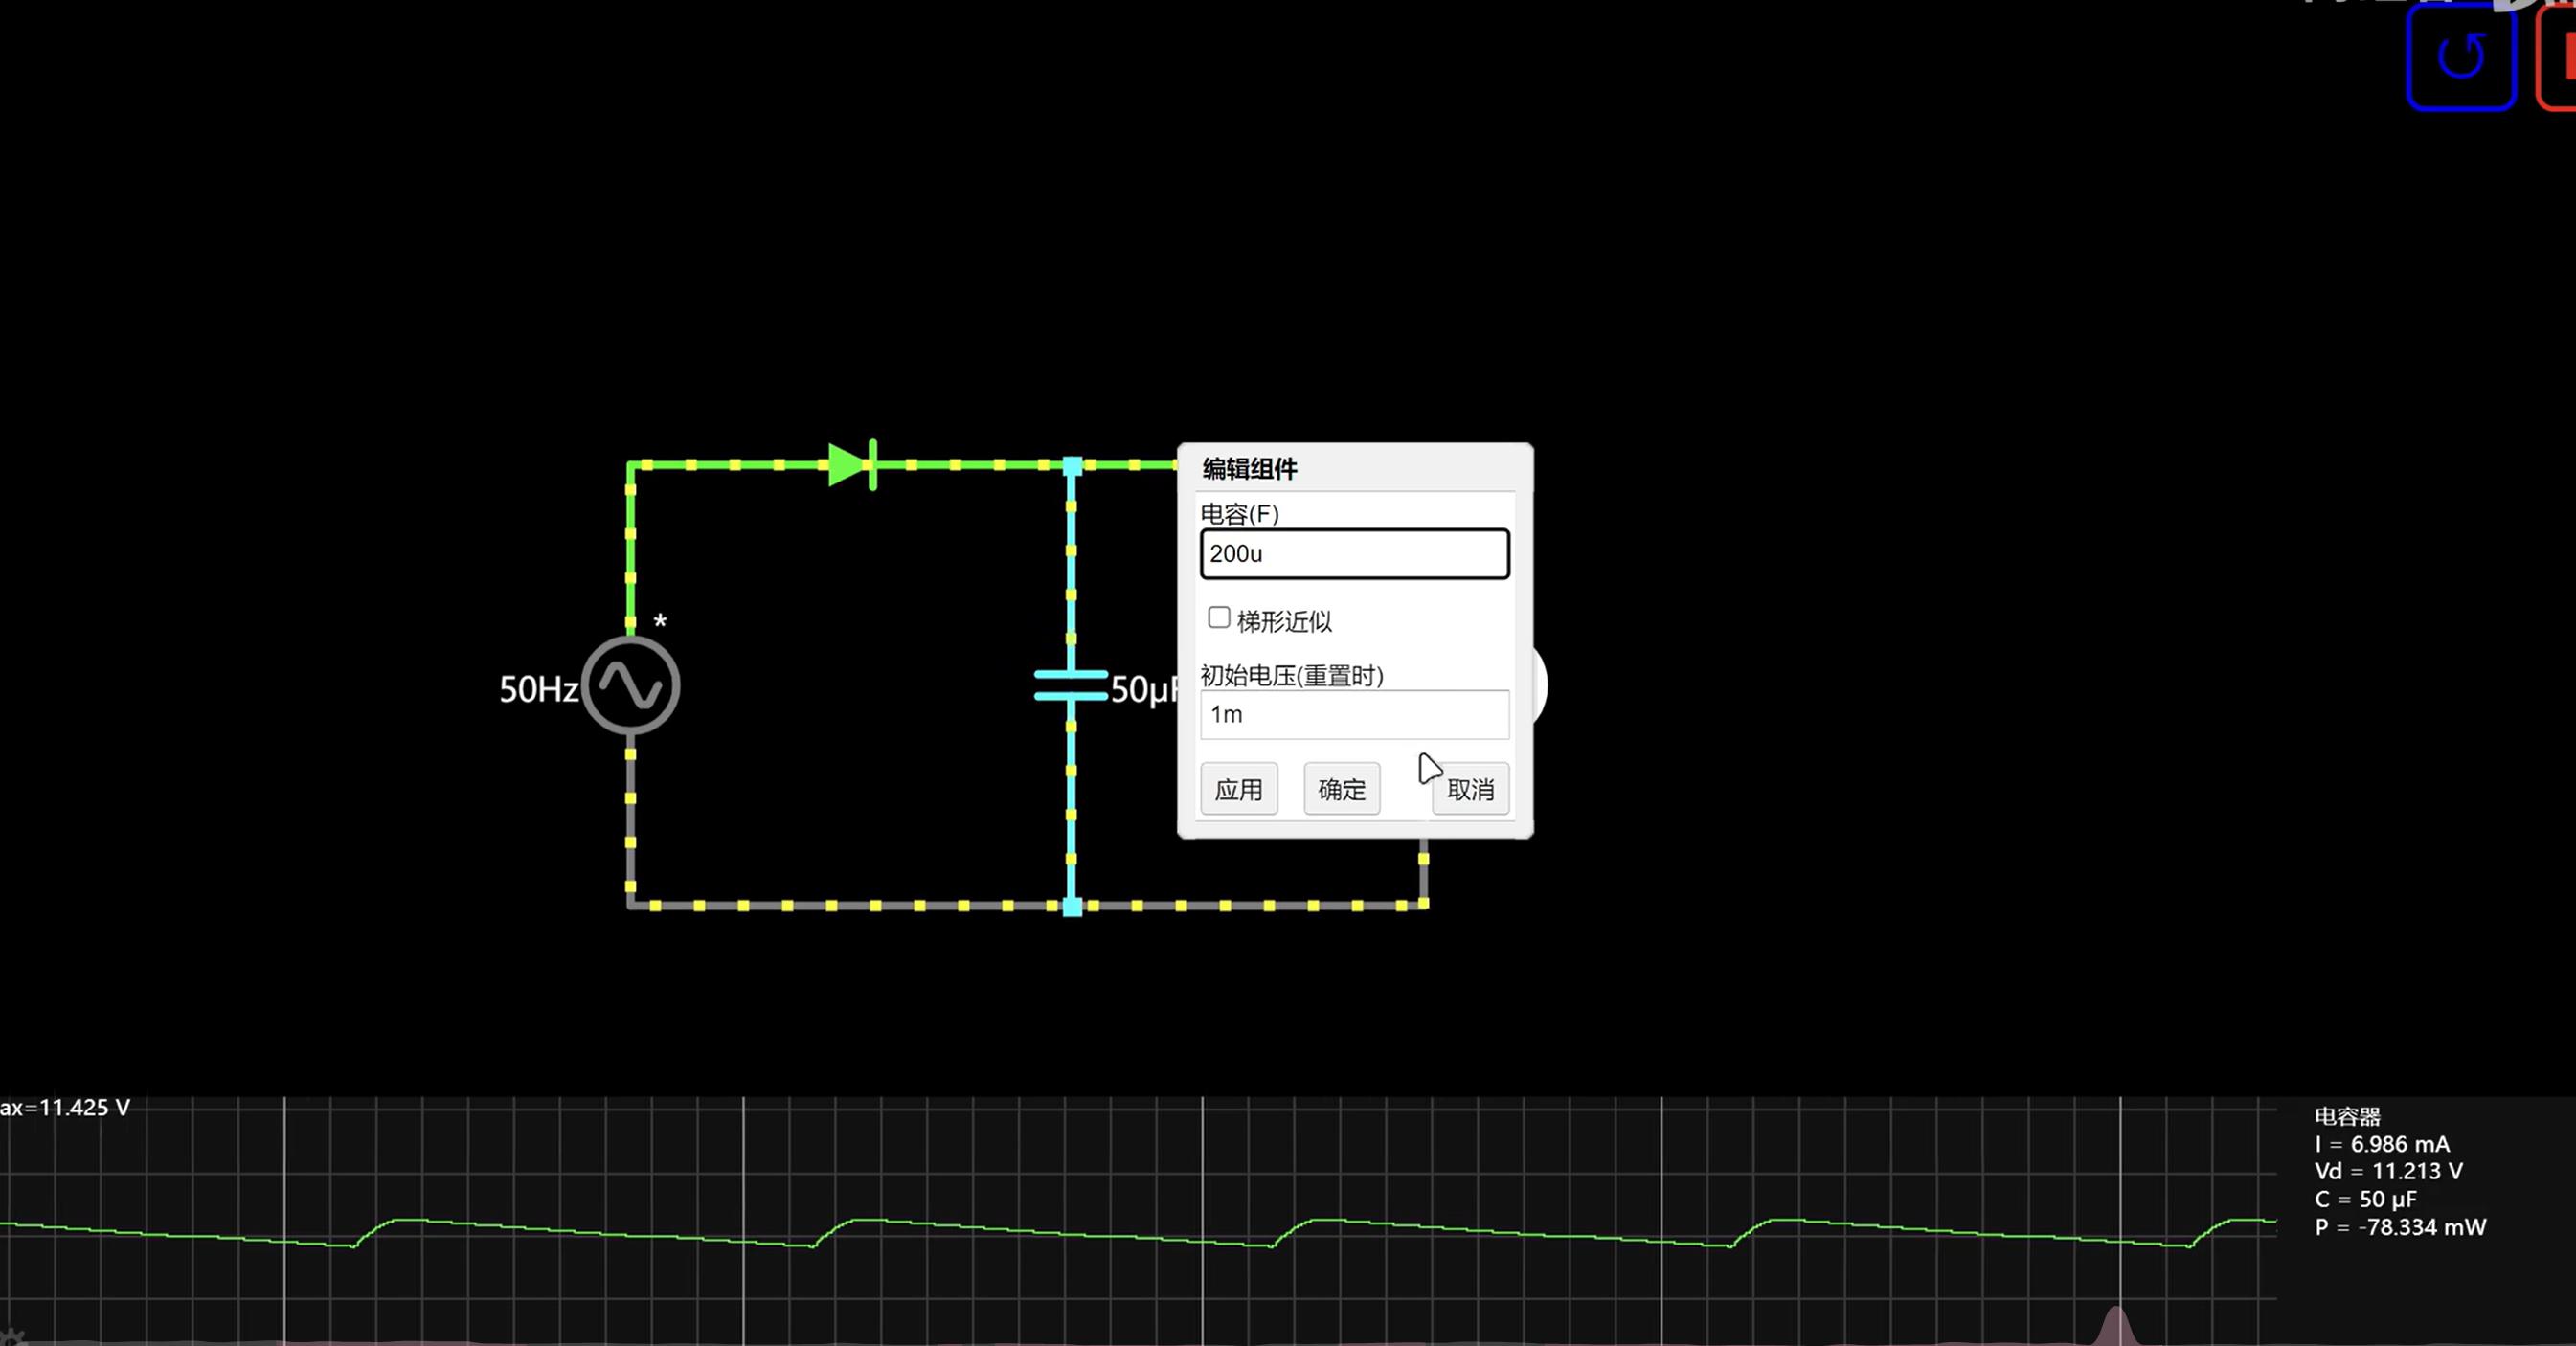 50Hz
*
50μF
编辑组件
电容(F)
200u
梯形近似
初始电压(重置时)
1m
应用 确定 取消
ax=11.425 V
电容器
I = 6.986 mA
Vd = 11.213 V
C = 50 μF
P = -78.334 mW